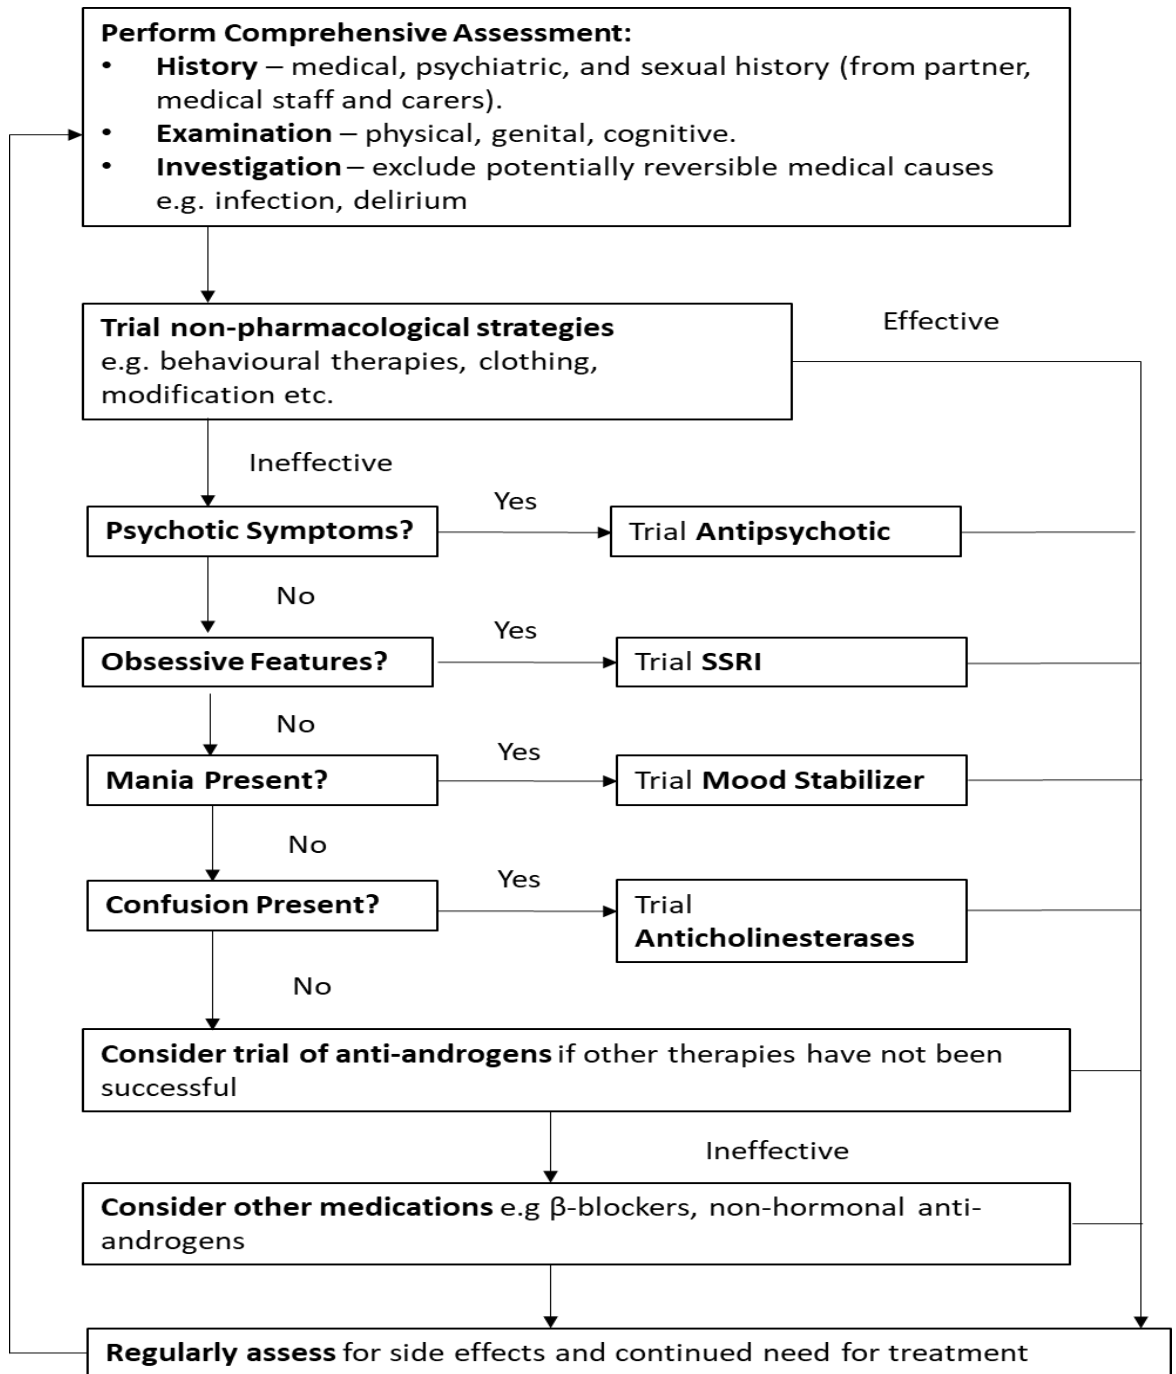 Perform Comprehensive Assessment:
• History – medical, psychiatric, and sexual history (from partner,
medical staff and carers).
• Examination – physical, genital, cognitive.
• Investigation – exclude potentially reversible medical causes
e.g. infection, delirium
Trial non-pharmacological strategies
e.g. behavioural therapies, clothing,
modification etc.
Effective
Ineffective
Psychotic Symptoms?
Yes
Trial Antipsychotic
No
Obsessive Features?
Yes
Trial SSRI
No
Mania Present?
Yes
Trial Mood Stabilizer
No
Confusion Present?
Yes
Trial
Anticholinesterases
No
Consider trial of anti-androgens if other therapies have not been
successful
Ineffective
Consider other medications e.g β-blockers, non-hormonal anti-
androgens
Regularly assess for side effects and continued need for treatment